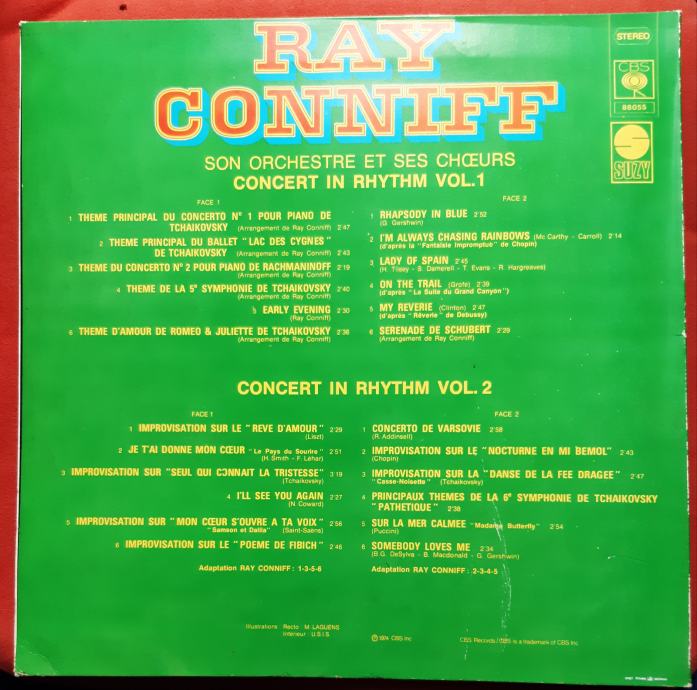 RAY
CONNIFF
STEREO
CBS
88055
SUZY
SON ORCHESTRE ET SES CHŒURS
CONCERT IN RHYTHM VOL.1
FACE 1
1 THEME PRINCIPAL DU CONCERTO N° 1 POUR PIANO DE
TCHAIKOVSKY (Arrangement de Ray Conniff) 2'47
2 THEME PRINCIPAL DU BALLET "LAC DES CYGNES"
DE TCHAIKOVSKY (Arrangement de Ray Conniff) 2'43
3 THEME DU CONCERTO N° 2 POUR PIANO DE RACHMANINOFF 2'19
(Arrangement de Ray Conniff)
4 THEME DE LA 5e SYMPHONIE DE TCHAIKOVSKY 2'40
(Arrangement de Ray Conniff)
5 EARLY EVENING 2'30
(Ray Conniff)
6 THEME D'AMOUR DE ROMEO & JULIETTE DE TCHAIKOVSKY 2'36
(Arrangement de Ray Conniff)
FACE 2
1 RHAPSODY IN BLUE 2'52
(G. Gershwin)
2 I'M ALWAYS CHASING RAINBOWS (Mc Carthy - Carroll) 2'14
(d'après la "Fantaisie Impromptue" de Chopin)
3 LADY OF SPAIN 2'45
(H. Tilsey - S. Damerell - T. Evans - R. Hargreaves)
4 ON THE TRAIL (Grofe) 2'39
(d'après "Le Suite du Grand Canyon")
5 MY REVERIE (Clinton) 2'47
(d'après "Rêverie" de Debussy)
6 SERENADE DE SCHUBERT 2'29
(Arrangement de Ray Conniff)
CONCERT IN RHYTHM VOL.2
FACE 1
1 IMPROVISATION SUR LE "REVE D'AMOUR" 2'29
(Liszt)
2 JE T'AI DONNE MON CŒUR "Le Pays du Sourire" 2'51
(H. Smith - F. Léhar)
3 IMPROVISATION SUR "SEUL QUI CONNAIT LA TRISTESSE" 3'19
(Tchaikovsky)
4 I'LL SEE YOU AGAIN 2'27
(N. Coward)
5 IMPROVISATION SUR "MON CŒUR S'OUVRE A TA VOIX" 2'56
"Samson et Dalila" (Saint-Saëns)
6 IMPROVISATION SUR LE "POEME DE FIBICH" 2'46
Adaptation RAY CONNIFF : 1-3-5-6
FACE 2
1 CONCERTO DE VARSOVIE 2'58
(R. Addinsell)
2 IMPROVISATION SUR LE "NOCTURNE EN MI BEMOL" 2'43
(Chopin)
3 IMPROVISATION SUR LA "DANSE DE LA FEE DRAGEE" 2'47
"Casse-Noisette" (Tchaikovsky)
4 PRINCIPAUX THEMES DE LA 6e SYMPHONIE DE TCHAIKOVSKY
"PATHETIQUE" 2'38
5 SUR LA MER CALMEE "Madame Butterfly" 2'54
(Puccini)
6 SOMEBODY LOVES ME 2'34
(B.G. DeSylva - B. Macdonald - G. Gershwin)
Adaptation RAY CONNIFF : 2-3-4-5
Illustrations Recto M. LAGUENS
Intérieur U.S.I.S
Ⓟ 1974 CBS Inc
CBS Records / CBS is a trademark of CBS Inc